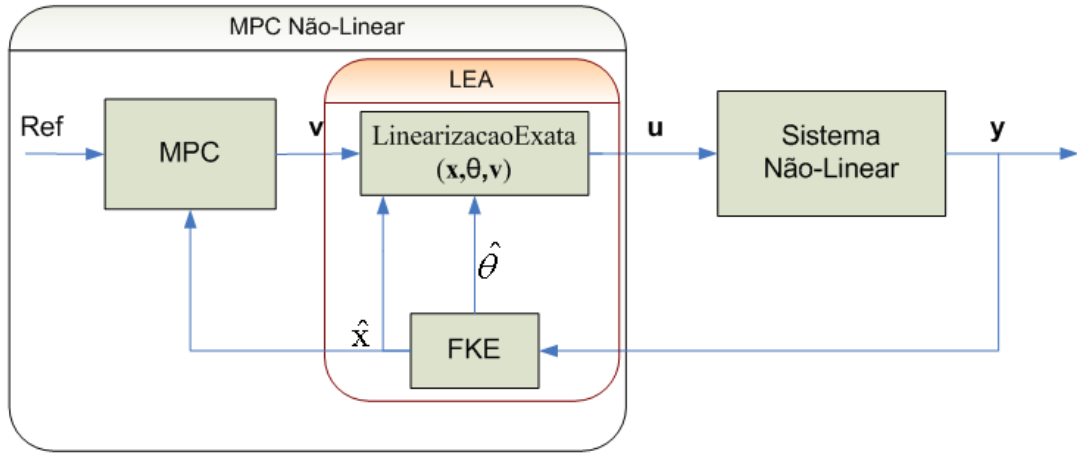 MPC Não-Linear
LEA
Ref
MPC
v
LinearizacaoExata
(x,θ,v)
u
Sistema
Não-Linear
y
θ̂
x̂
FKE